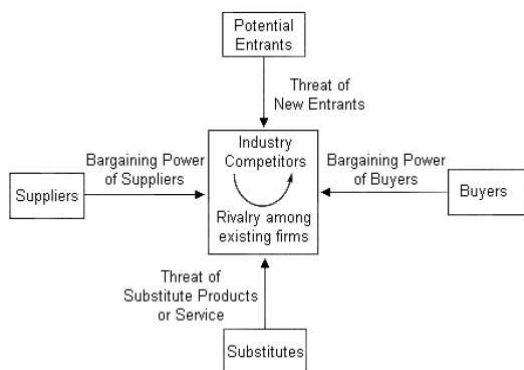 Potential
Entrants
Threat of
New Entrants
Industry
Competitors
Bargaining Power
of Suppliers
Bargaining Power
of Buyers
Suppliers
Buyers
Rivalry among
existing firms
Threat of
Substitute Products
or Service
Substitutes